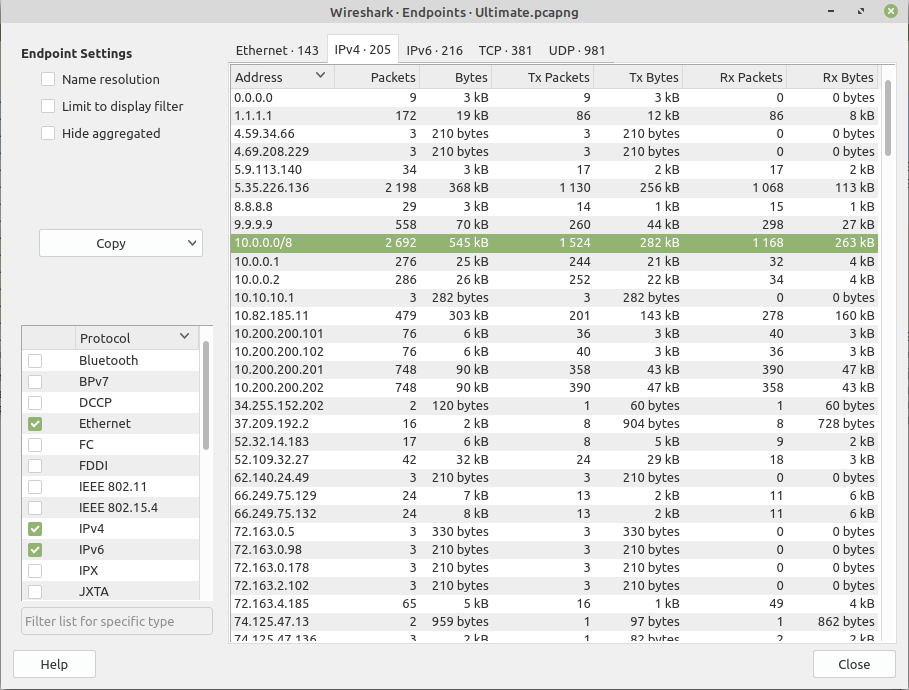 Wireshark · Endpoints · Ultimate.pcapng
Endpoint Settings
Name resolution
Limit to display filter
Hide aggregated
Copy
Protocol
Bluetooth
BPv7
DCCP
Ethernet
FC
FDDI
IEEE 802.11
IEEE 802.15.4
IPv4
IPv6
IPX
JXTA
Filter list for specific type
Help
Ethernet · 143 IPv4 · 205 IPv6 · 216 TCP · 381 UDP · 981
Address Packets Bytes Tx Packets Tx Bytes Rx Packets Rx Bytes
0.0.0.0 9 3 kB 9 3 kB 0 0 bytes
1.1.1.1 172 19 kB 86 12 kB 86 8 kB
4.59.34.66 3 210 bytes 3 210 bytes 0 0 bytes
4.69.208.229 3 210 bytes 3 210 bytes 0 0 bytes
5.9.113.140 34 3 kB 17 2 kB 17 2 kB
5.35.226.136 2 198 368 kB 1 130 256 kB 1 068 113 kB
8.8.8.8 29 3 kB 14 1 kB 15 1 kB
9.9.9.9 558 70 kB 260 44 kB 298 27 kB
10.0.0.0/8 2 692 545 kB 1 524 282 kB 1 168 263 kB
10.0.0.1 276 25 kB 244 21 kB 32 4 kB
10.0.0.2 286 26 kB 252 22 kB 34 4 kB
10.10.10.1 3 282 bytes 3 282 bytes 0 0 bytes
10.82.185.11 479 303 kB 201 143 kB 278 160 kB
10.200.200.101 76 6 kB 36 3 kB 40 3 kB
10.200.200.102 76 6 kB 40 3 kB 36 3 kB
10.200.200.201 748 90 kB 358 43 kB 390 47 kB
10.200.200.202 748 90 kB 390 47 kB 358 43 kB
34.255.152.202 2 120 bytes 1 60 bytes 1 60 bytes
37.209.192.2 16 2 kB 8 904 bytes 8 728 bytes
52.32.14.183 17 6 kB 8 5 kB 9 2 kB
52.109.32.27 42 32 kB 24 29 kB 18 3 kB
62.140.24.49 3 210 bytes 3 210 bytes 0 0 bytes
66.249.75.129 24 7 kB 13 2 kB 11 6 kB
66.249.75.132 24 8 kB 13 2 kB 11 6 kB
72.163.0.5 3 330 bytes 3 330 bytes 0 0 bytes
72.163.0.98 3 210 bytes 3 210 bytes 0 0 bytes
72.163.0.178 3 210 bytes 3 210 bytes 0 0 bytes
72.163.2.102 3 210 bytes 3 210 bytes 0 0 bytes
72.163.4.185 65 5 kB 16 1 kB 49 4 kB
74.125.47.13 2 959 bytes 1 97 bytes 1 862 bytes
74.125.47.136 3 2 kB 1 82 bytes 2 2 kB
Close